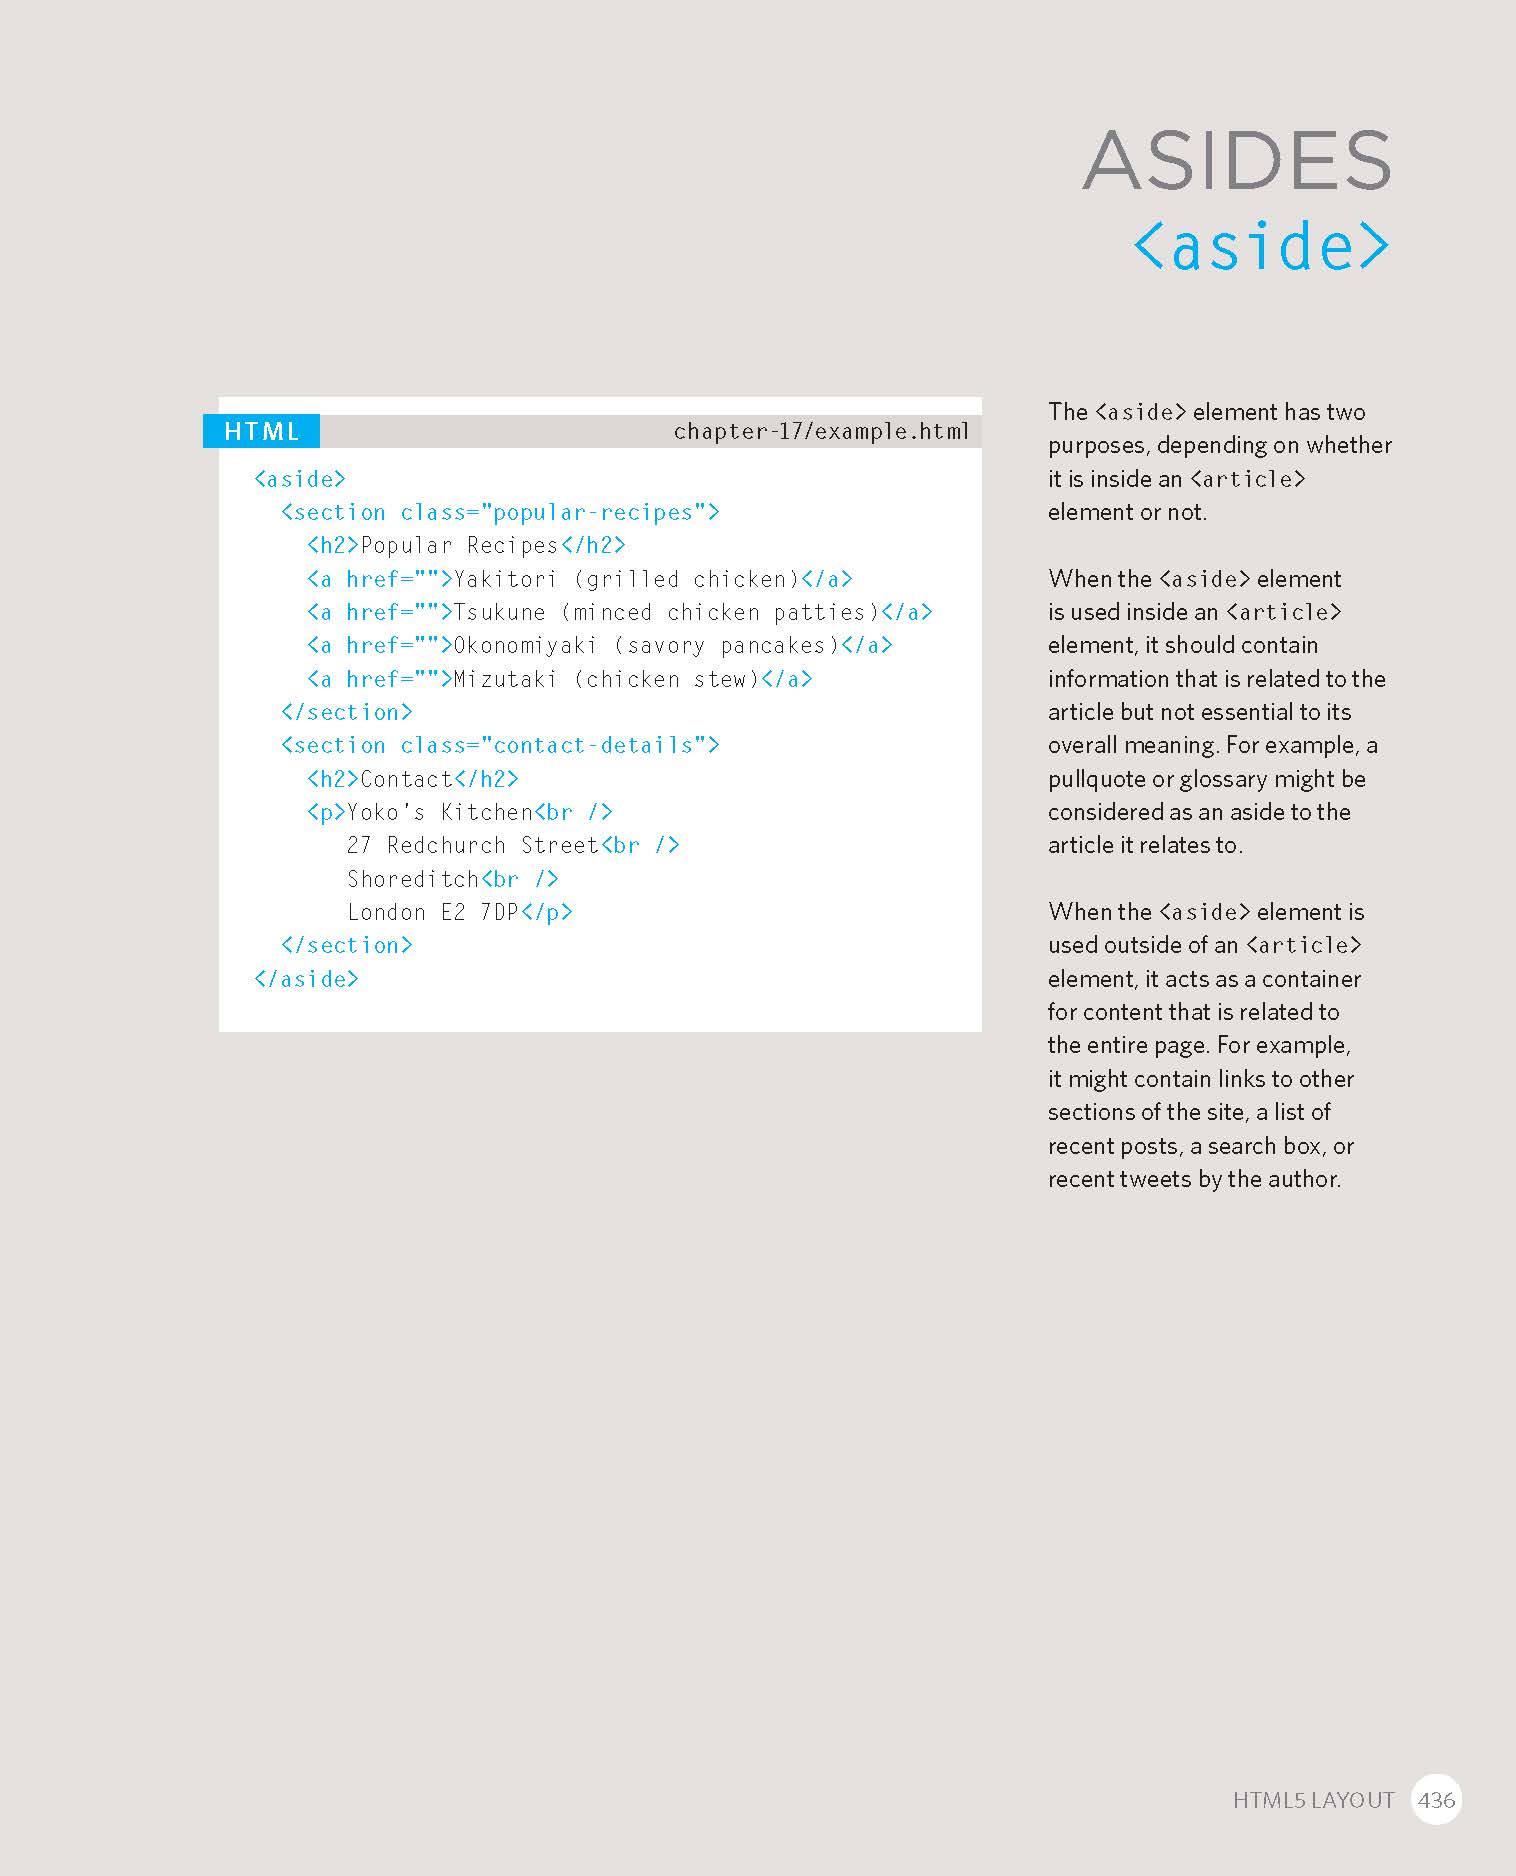 ASIDES
<aside>
HTML
chapter-17/example.html
<aside>
<section class="popular-recipes">
<h2>Popular Recipes</h2>
<a href="">Yakitori (grilled chicken)</a>
<a href="">Tsukune (minced chicken patties)</a>
<a href="">Okonomiyaki (savory pancakes)</a>
<a href="">Mizutaki (chicken stew)</a>
</section>
<section class="contact-details">
<h2>Contact</h2>
<p>Yoko's Kitchen<br />
27 Redchurch Street<br />
Shoreditch<br />
London E2 7DP</p>
</section>
</aside>
The <aside> element has two
purposes, depending on whether
it is inside an <article>
element or not.
When the <aside> element
is used inside an <article>
element, it should contain
information that is related to the
article but not essential to its
overall meaning. For example, a
pullquote or glossary might be
considered as an aside to the
article it relates to.
When the <aside> element is
used outside of an <article>
element, it acts as a container
for content that is related to
the entire page. For example,
it might contain links to other
sections of the site, a list of
recent posts, a search box, or
recent tweets by the author.
HTML5 LAYOUT 436